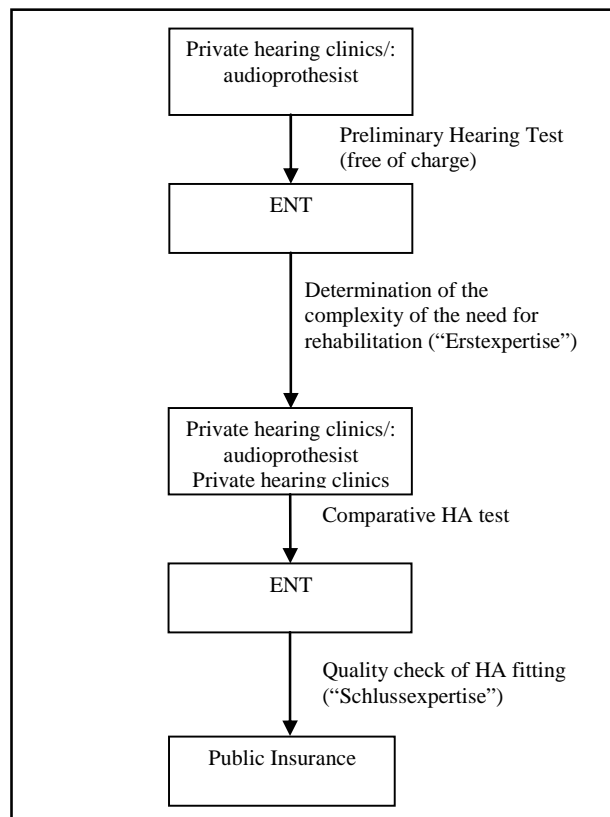 Private hearing clinics/:
audioprothesist
Preliminary Hearing Test
(free of charge)
ENT
Determination of the
complexity of the need for
rehabilitation (“Erstexpertise”)
Private hearing clinics/:
audioprothesist
Private hearing clinics
Comparative HA test
ENT
Quality check of HA fitting
(“Schlussexpertise”)
Public Insurance